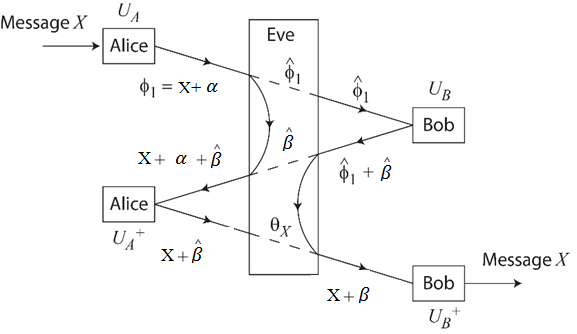 U_A
Message X
Alice
Eve
ϕ₁ = X+ α
ϕ̂₁
ϕ̂₁
U_B
Bob
β̂
X+ α + β̂
ϕ̂₁ + β̂
Alice
U_A⁺
θ_X
X+β̂
X+β
Message X
Bob
U_B⁺